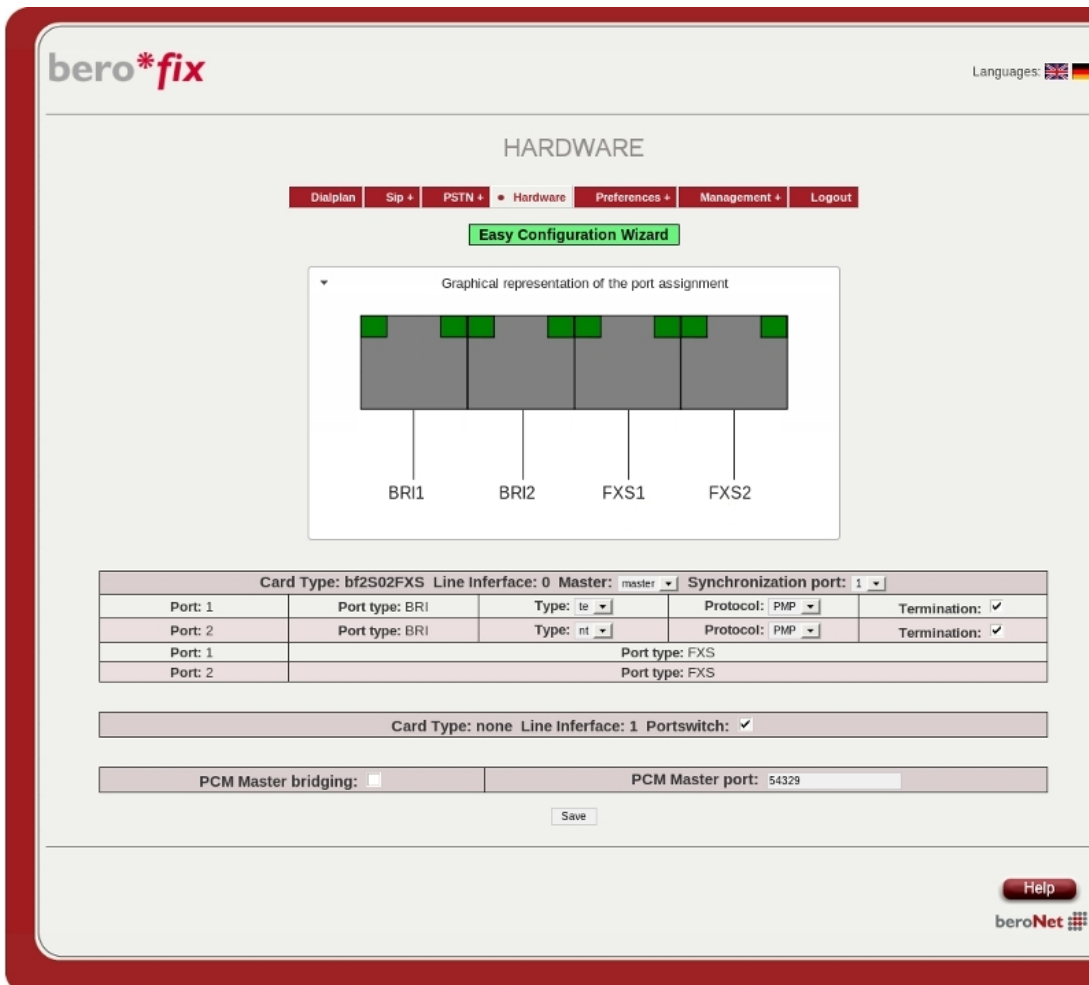 bero*fix
Languages:
HARDWARE
Dialplan Sip + PSTN + • Hardware Preferences + Management + Logout
Easy Configuration Wizard
Graphical representation of the port assignment
BRI1 BRI2 FXS1 FXS2
Card Type: bf2S02FXS Line Inferface: 0 Master: master Synchronization port: 1
Port: 1 Port type: BRI Type: te Protocol: PMP Termination:
Port: 2 Port type: BRI Type: nt Protocol: PMP Termination:
Port: 1 Port type: FXS
Port: 2 Port type: FXS
Card Type: none Line Inferface: 1 Portswitch:
PCM Master bridging: PCM Master port: 54329
Save
Help
beroNet